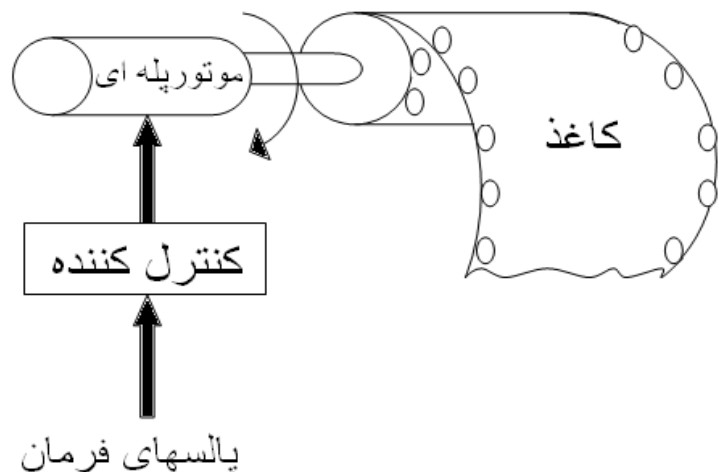 موتورپله ای
کاغذ
کنترل کننده
پالسهای فرمان